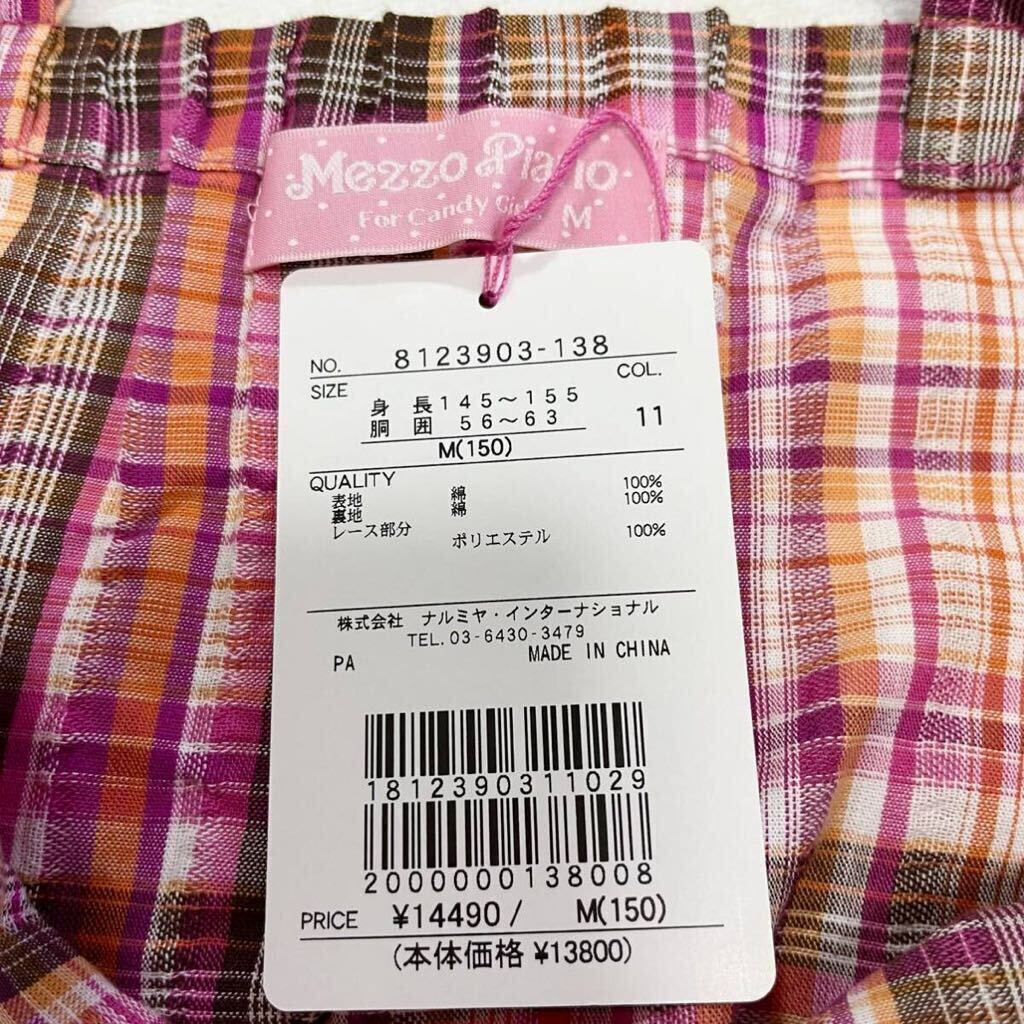 Mezzo Piano
For Candy Girls M
NO. 8123903-138
SIZE COL.
身 長 145～155
胴 囲 56～63 11
M(150)
QUALITY
表地 綿 100%
裏地 綿 100%
レース部分 ポリエステル 100%
株式会社 ナルミヤ・インターナショナル
TEL. 03-6430-3479
PA MADE IN CHINA
1812390311029
2000000138008
PRICE ¥14490/ M(150)
(本体価格 ¥13800)